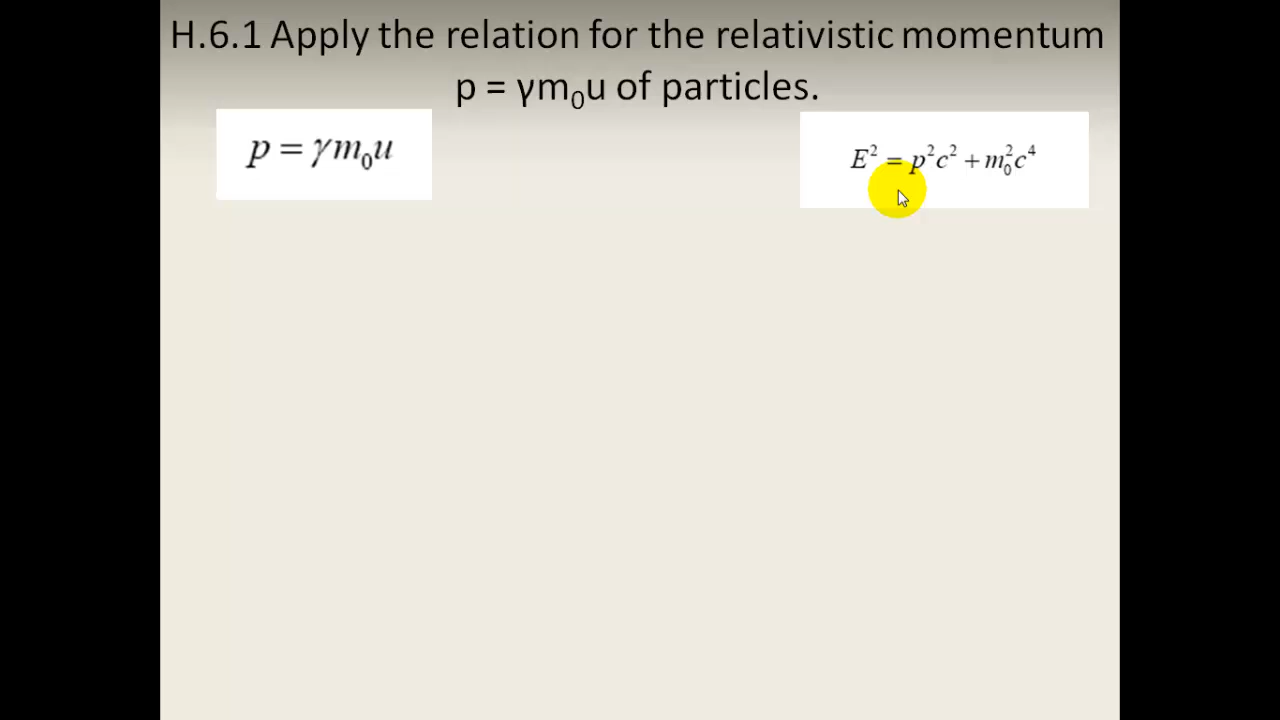 H.6.1 Apply the relation for the relativistic momentum
p = γm₀u of particles.
p = γm₀u
E² = p²c² + m₀²c⁴